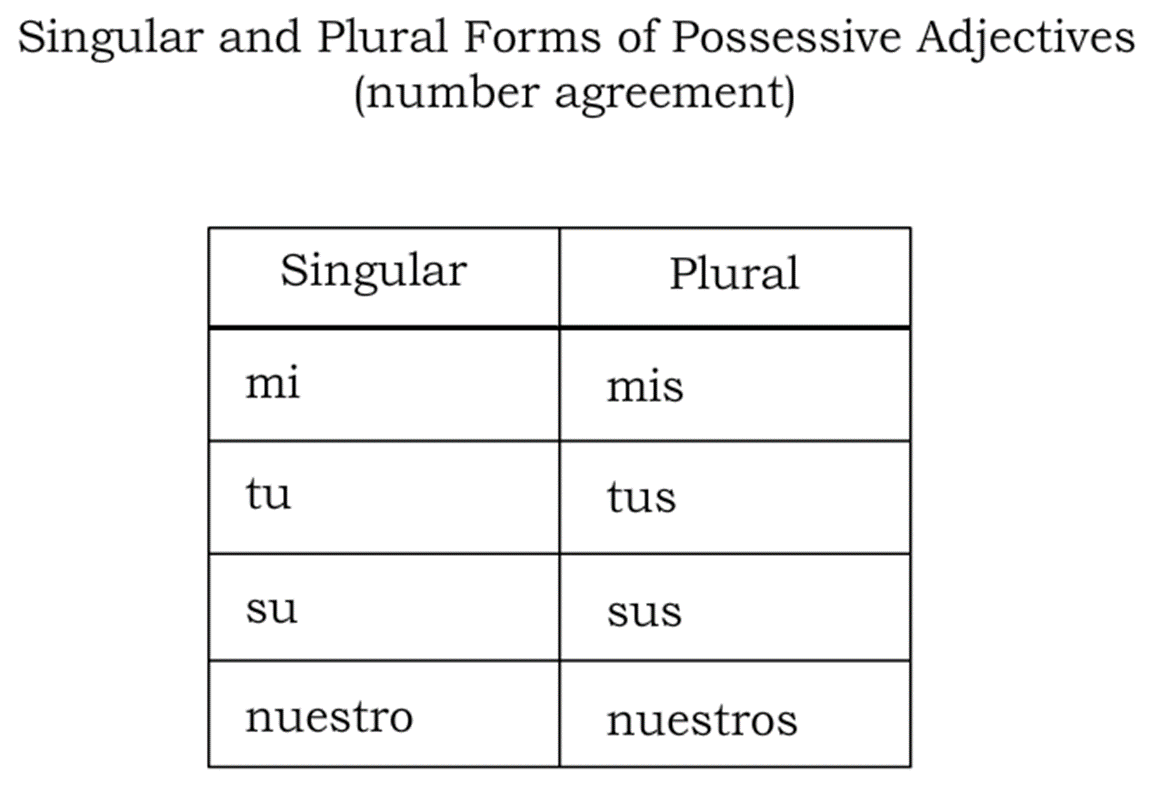 Singular and Plural Forms of Possessive Adjectives
(number agreement)
Singular Plural
mi mis
tu tus
su sus
nuestro nuestros